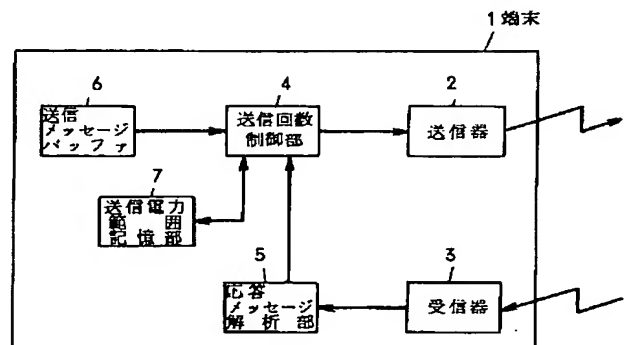 1 端末
6
送信
メッセージ
バッファ
4
送信回数
制御部
2
送信器
7
送信電力
範囲
記憶部
5
応答
メッセージ
解析部
3
受信器